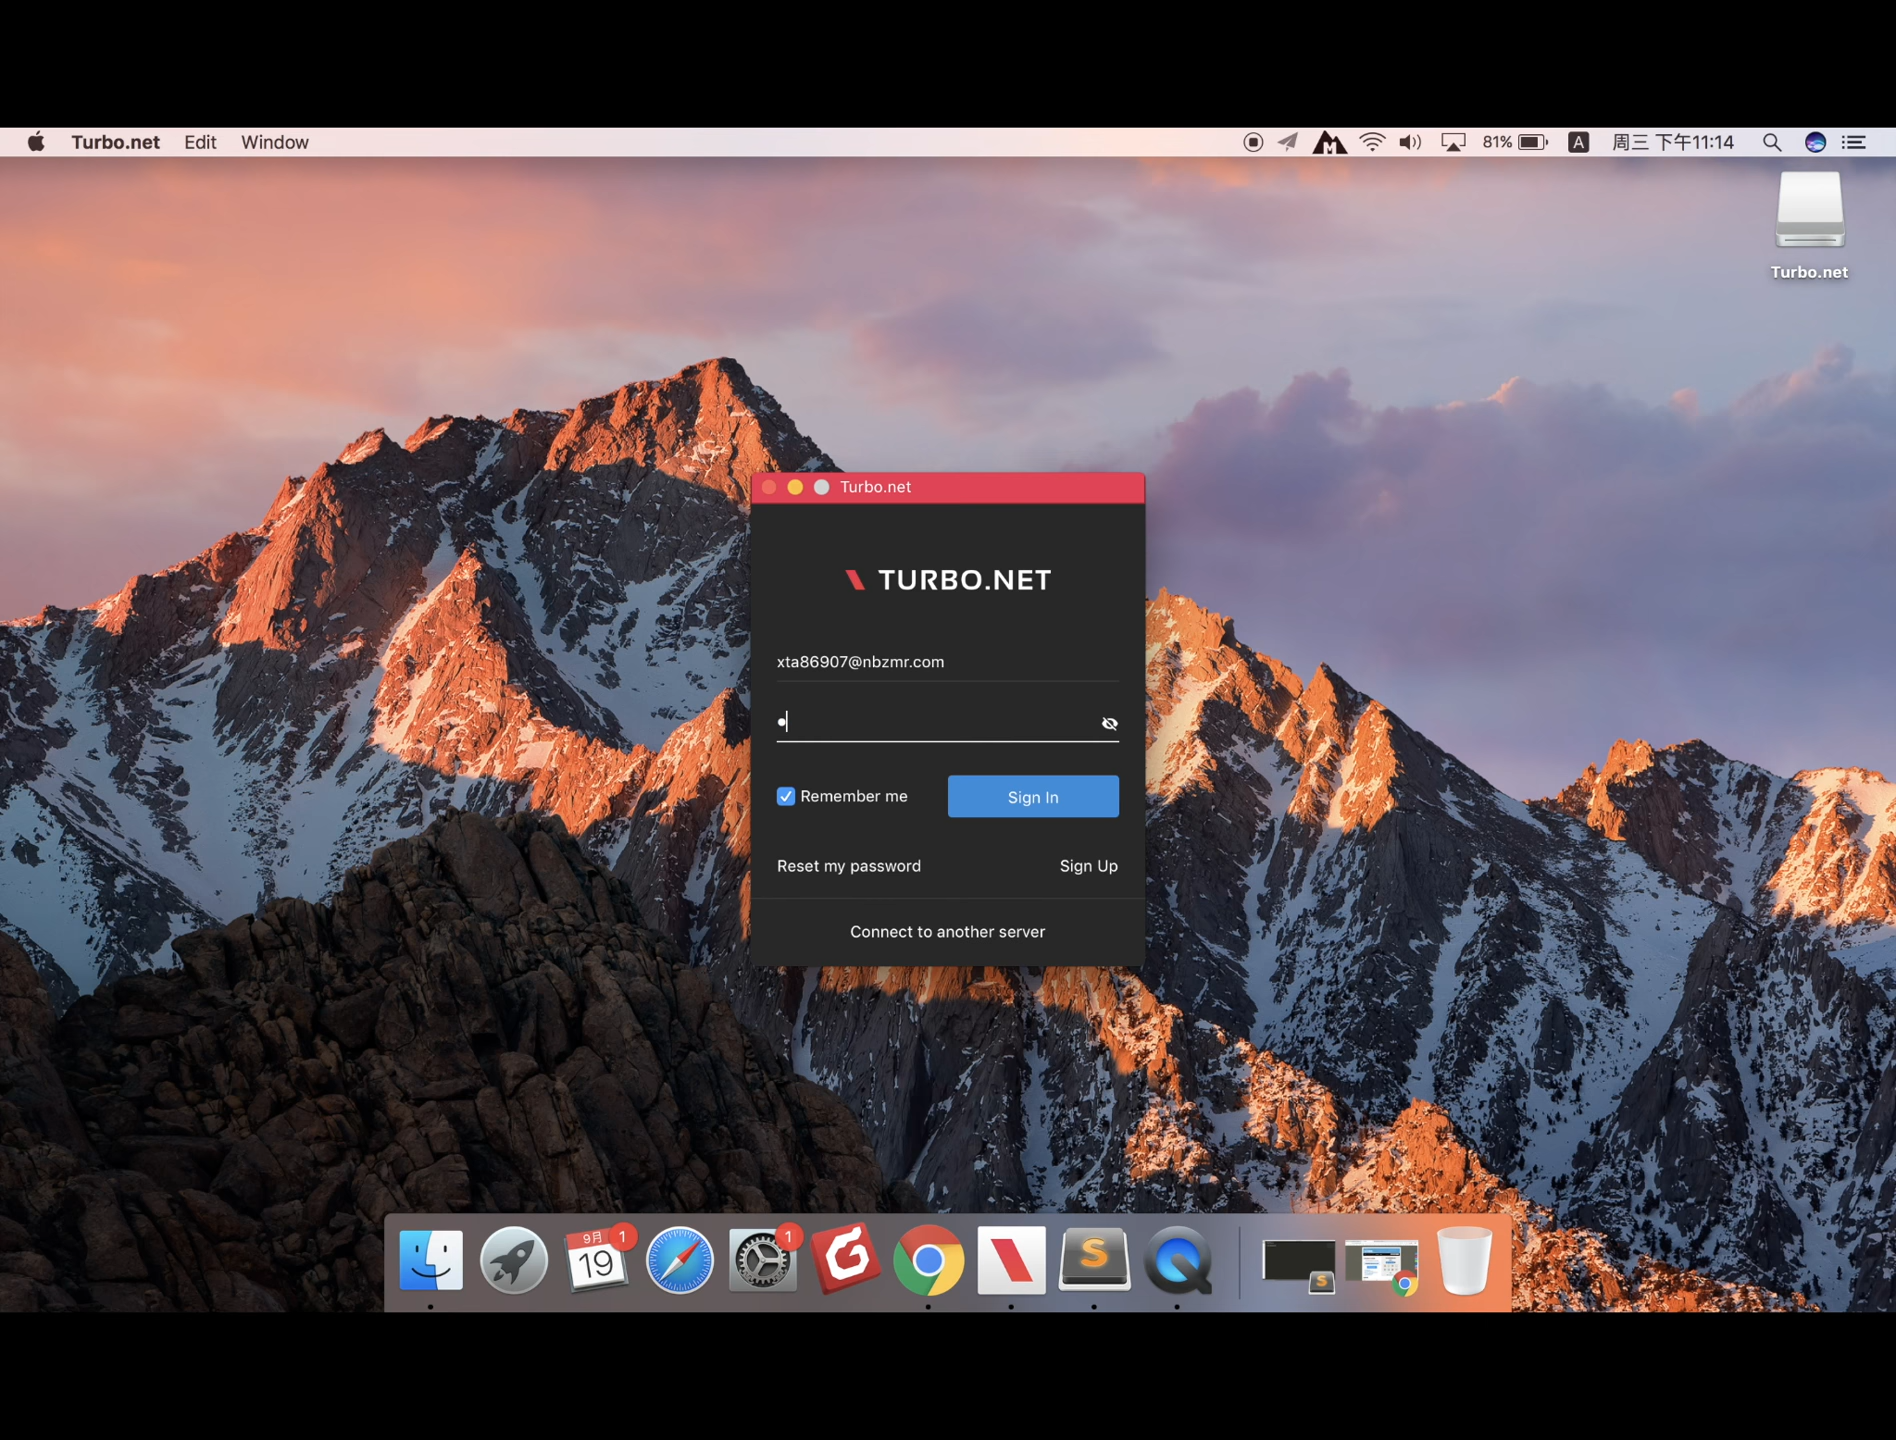 Turbo.net Edit Window 81% A 周三 下午11:14
Turbo.net
Turbo.net
TURBO.NET
xta86907@nbzmr.com
Remember me
Sign In
Reset my password
Sign Up
Connect to another server
9月
19
1
1